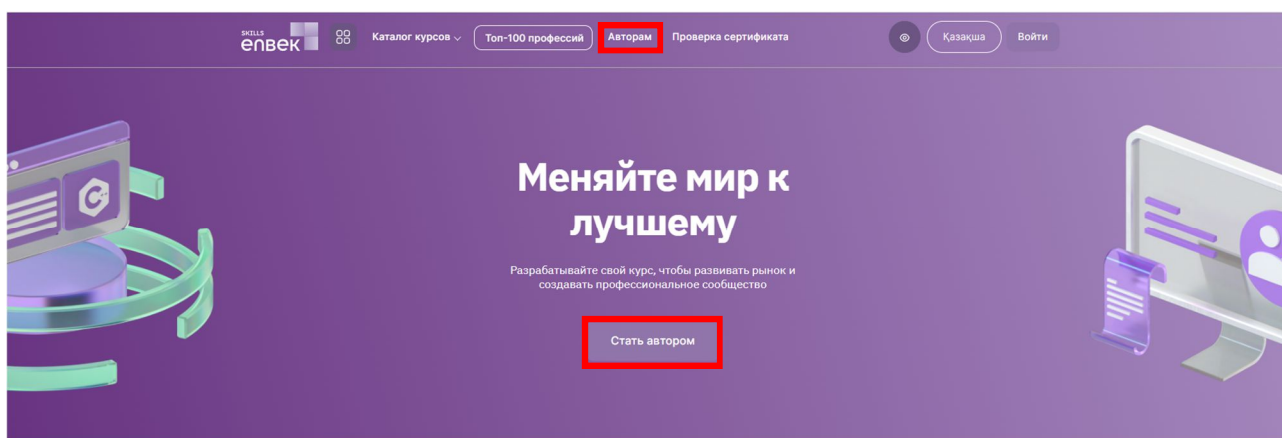 SKILLS
enbek
Каталог курсов
Топ-100 профессий
Авторам
Проверка сертификата
Қазақша
Войти
Меняйте мир к
лучшему
Разрабатывайте свой курс, чтобы развивать рынок и
создавать профессиональное сообщество
Стать автором